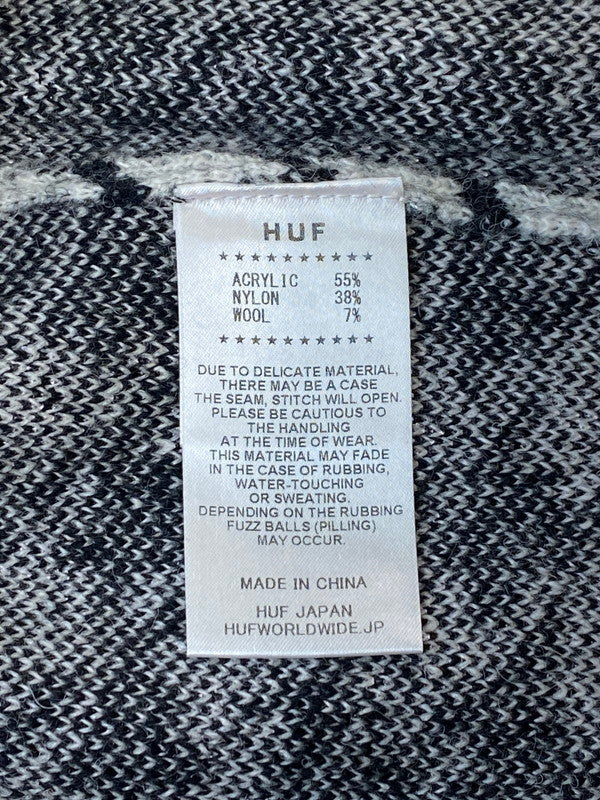 HUF
★★★★★★★★★★
ACRYLIC 55%
NYLON 38%
WOOL 7%
★★★★★★★★★★
DUE TO DELICATE MATERIAL,
THERE MAY BE A CASE
THE SEAM, STITCH WILL OPEN.
PLEASE BE CAUTIOUS TO
THE HANDLING
AT THE TIME OF WEAR.
THIS MATERIAL MAY FADE
IN THE CASE OF RUBBING,
WATER-TOUCHING
OR SWEATING.
DEPENDING ON THE RUBBING
FUZZ BALLS (PILLING)
MAY OCCUR.
MADE IN CHINA
HUF JAPAN
HUFWORLDWIDE.JP